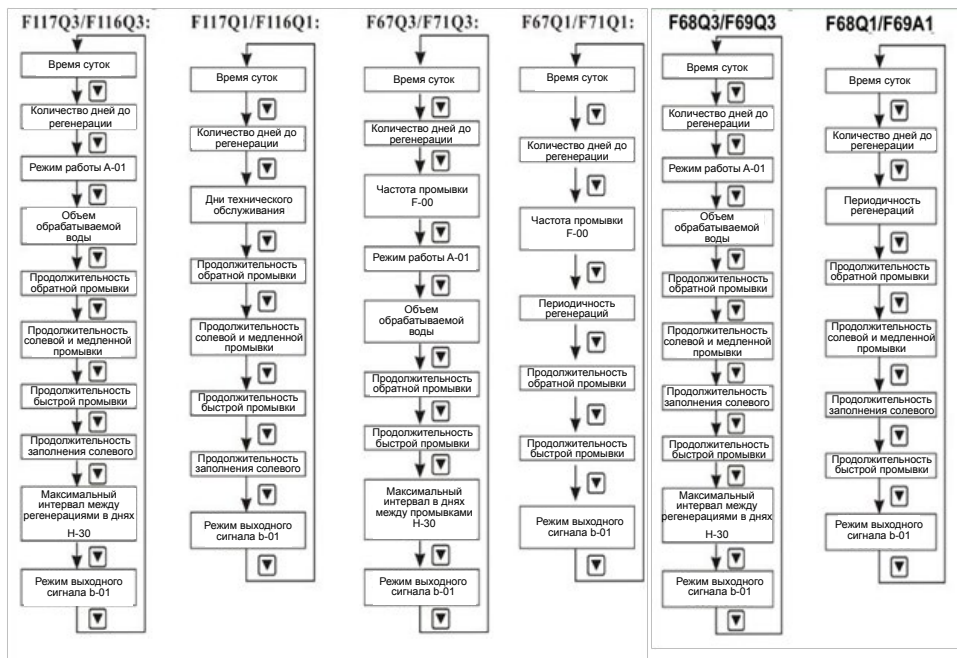 F117Q3/F116Q3:
Время суток
Количество дней до
регенерации
Режим работы A-01
Объем
обрабатываемой
воды
Продолжительность
обратной промывки
Продолжительность
солевой и медленной
промывки
Продолжительность
быстрой промывки
Продолжительность
заполнения солевого
Максимальный
интервал между
регенерациями в днях
H-30
Режим выходного
сигнала b-01
F117Q1/F116Q1:
Время суток
Количество дней до
регенерации
Дни технического
обслуживания
Продолжительность
обратной промывки
Продолжительность
солевой и медленной
промывки
Продолжительность
быстрой промывки
Продолжительность
заполнения солевого
Режим выходного
сигнала b-01
F67Q3/F71Q3:
Время суток
Количество дней до
регенерации
Частота промывки
F-00
Режим работы A-01
Объем
обрабатываемой
воды
Продолжительность
обратной промывки
Продолжительность
быстрой промывки
Максимальный
интервал в днях
между промывками
H-30
Режим выходного
сигнала b-01
F67Q1/F71Q1:
Время суток
Количество дней до
регенерации
Частота промывки
F-00
Периодичность
регенераций
Продолжительность
обратной промывки
Продолжительность
быстрой промывки
Режим выходного
сигнала b-01
F68Q3/F69Q3
Время суток
Количество дней до
регенерации
Режим работы A-01
Объем
обрабатываемой
воды
Продолжительность
обратной промывки
Продолжительность
солевой и медленной
промывки
Продолжительность
заполнения солевого
Продолжительность
быстрой промывки
Максимальный
интервал между
регенерациями в днях
H-30
Режим выходного
сигнала b-01
F68Q1/F69A1:
Время суток
Количество дней до
регенерации
Периодичность
регенераций
Продолжительность
обратной промывки
Продолжительность
солевой и медленной
промывки
Продолжительность
заполнения солевого
Продолжительность
быстрой промывки
Режим выходного
сигнала b-01